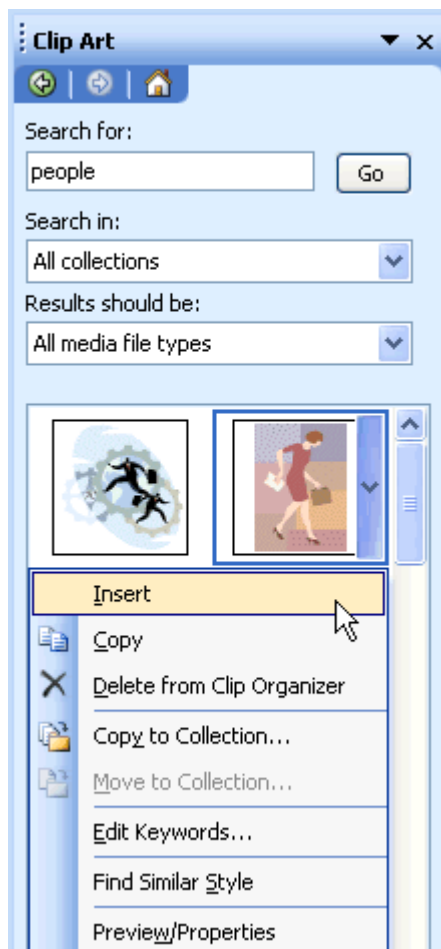 Clip Art
Search for:
people
Go
Search in:
All collections
Results should be:
All media file types
Insert
Copy
Delete from Clip Organizer
Copy to Collection...
Move to Collection...
Edit Keywords...
Find Similar Style
Preview/Properties